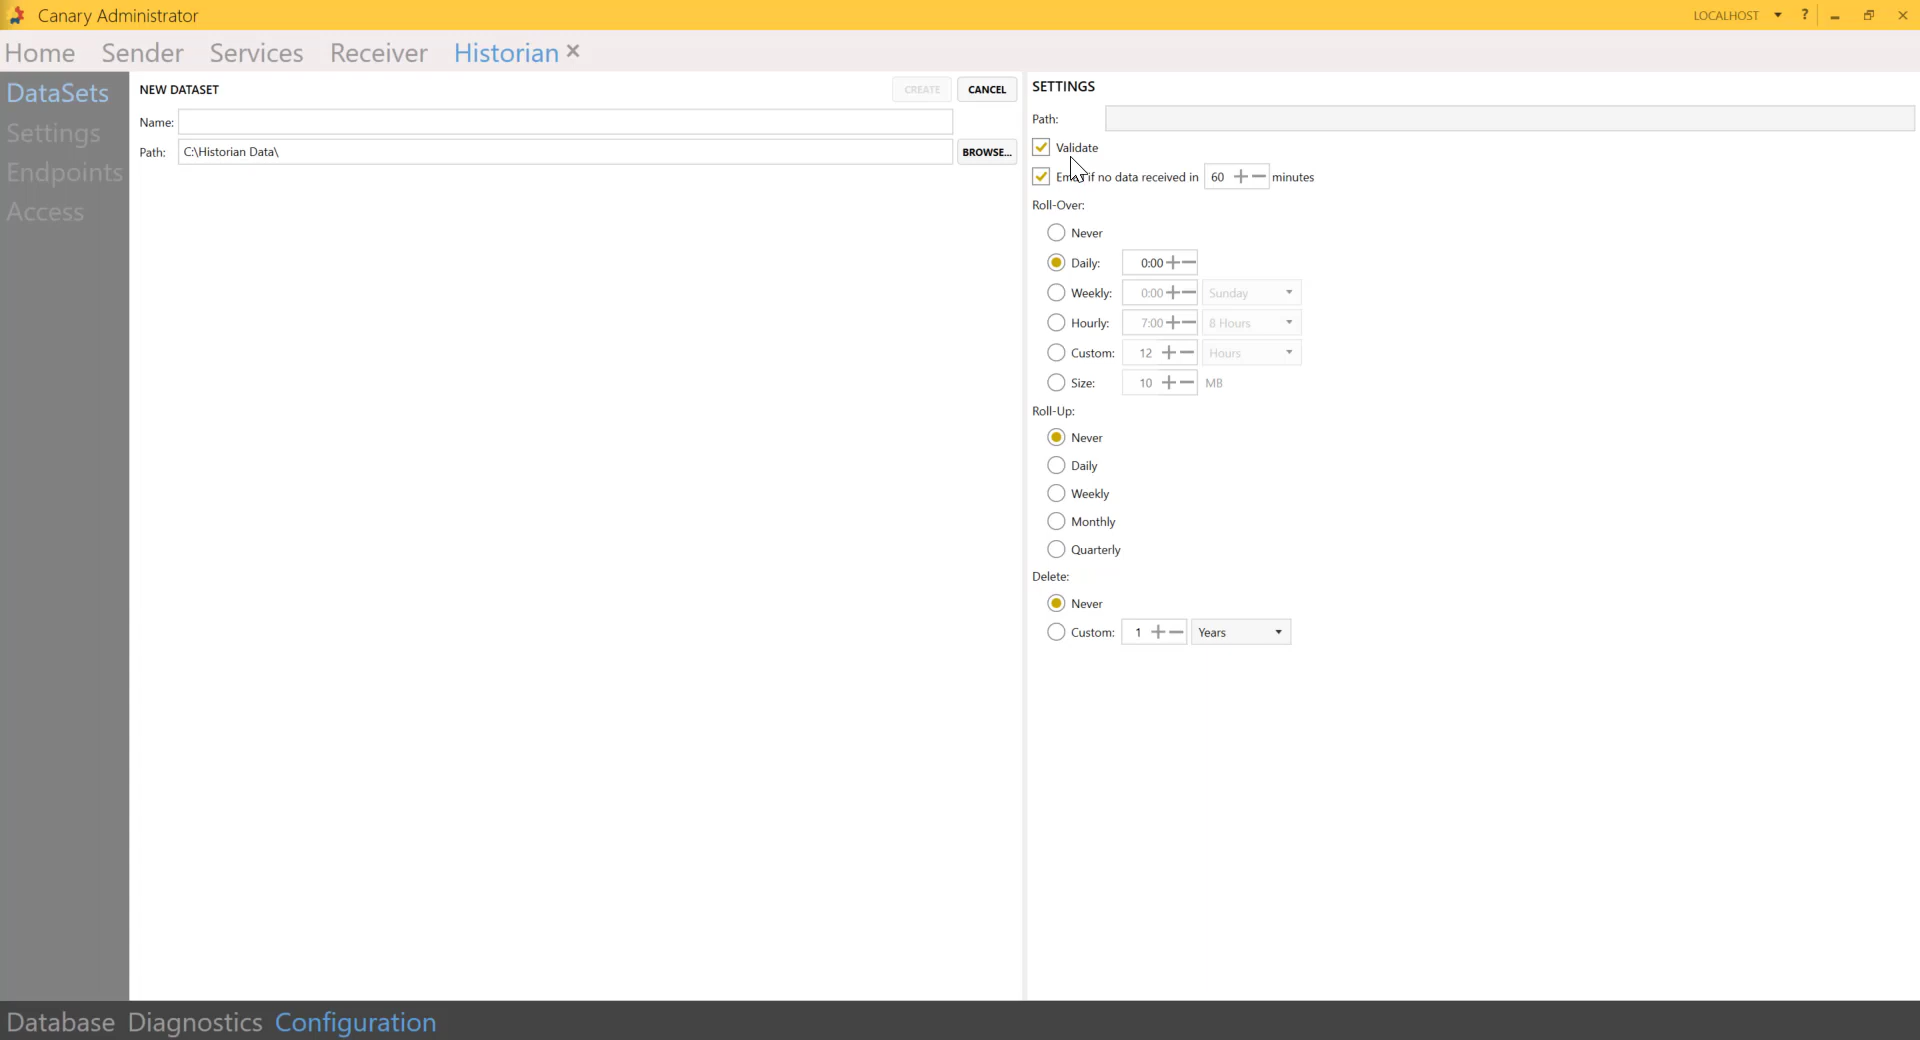 Canary Administrator
LOCALHOST ?
Home Sender Services Receiver Historian
DataSets
Settings
Endpoints
Access
NEW DATASET
CREATE
CANCEL
Name:
Path: C:\Historian Data\
BROWSE...
SETTINGS
Path:
Validate
if no data received in 60 minutes
Roll-Over:
Never
Daily: 0:00
Weekly: 0:00 Sunday
Hourly: 7:00 8 Hours
Custom: 12 Hours
Size: 10 MB
Roll-Up:
Never
Daily
Weekly
Monthly
Quarterly
Delete:
Never
Custom: 1 Years
Database Diagnostics Configuration